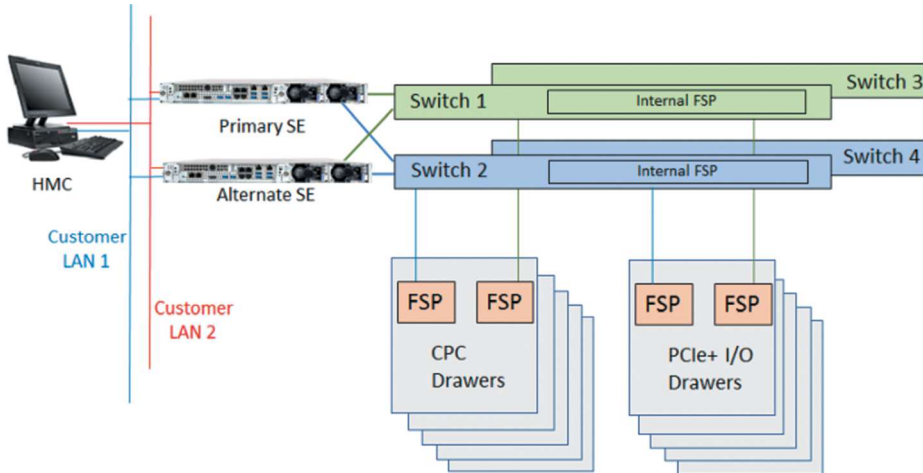 Switch 3
Switch 1
Internal FSP
Primary SE
Switch 4
Switch 2
Internal FSP
HMC
Alternate SE
Customer
LAN 1
Customer
LAN 2
FSP
FSP
FSP
FSP
CPC
Drawers
PCIe+ I/O
Drawers